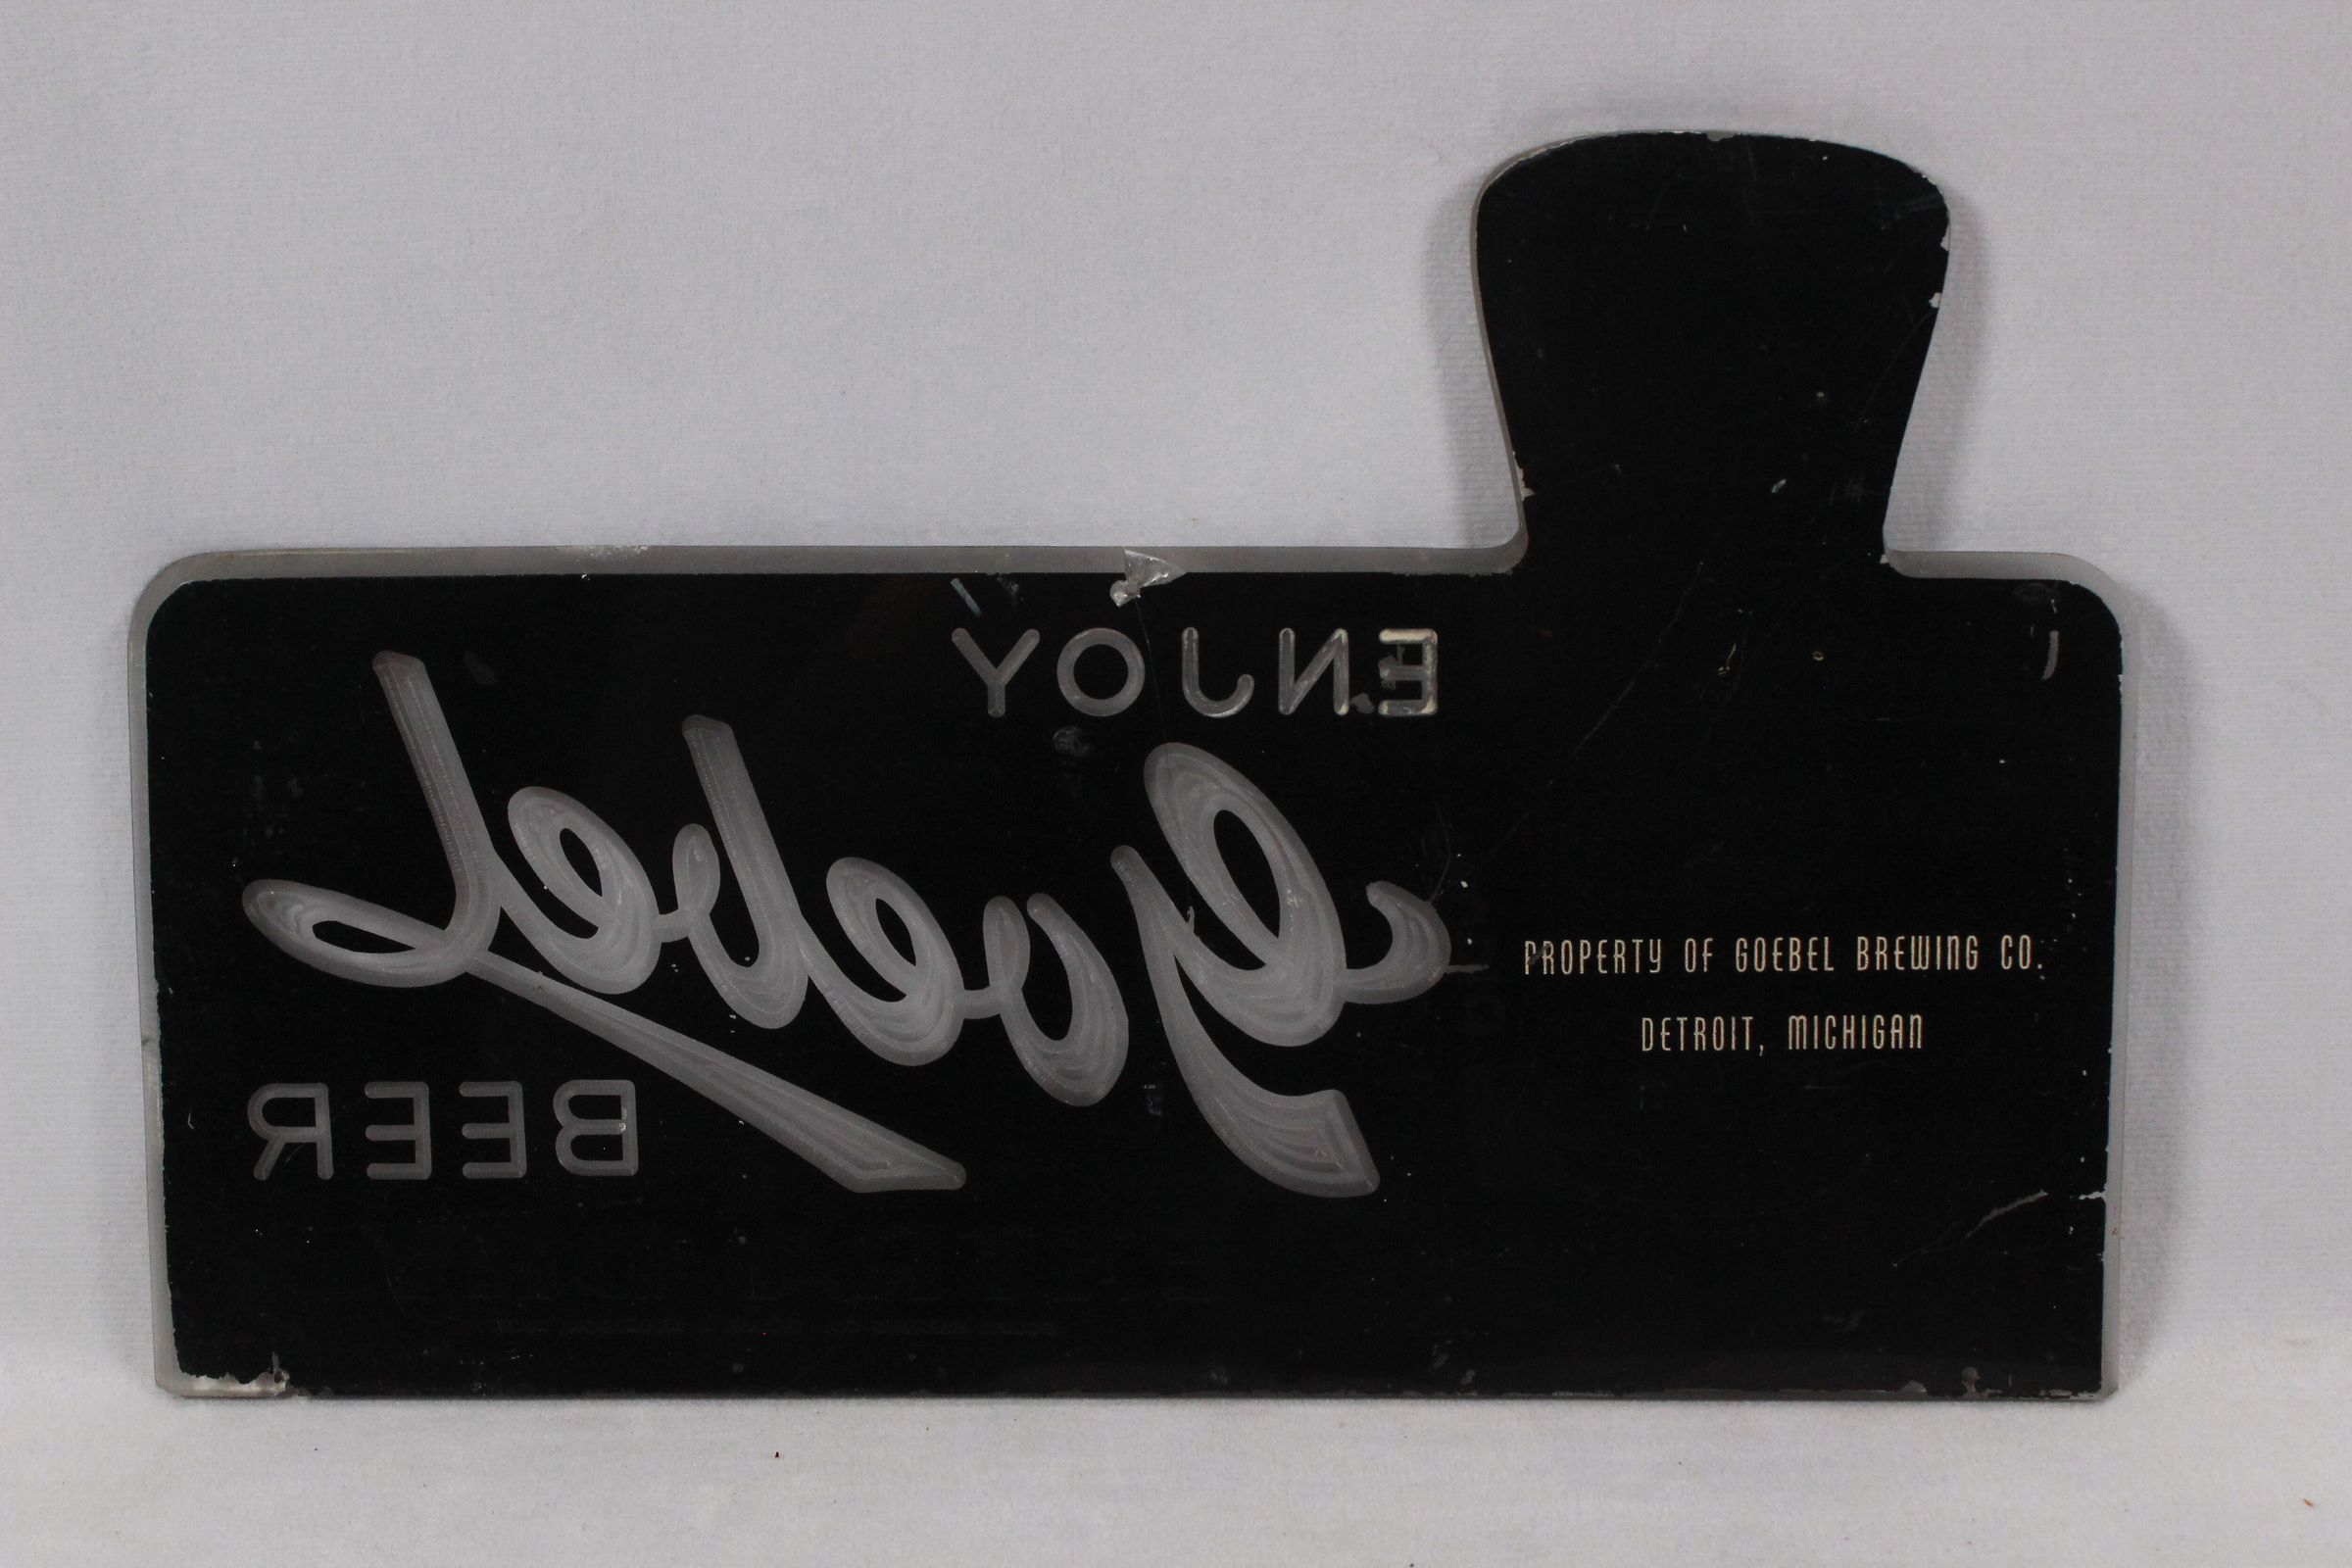 ENJOY
Goebel
BEER
PROPERTY OF GOEBEL BREWING CO.
DETROIT, MICHIGAN